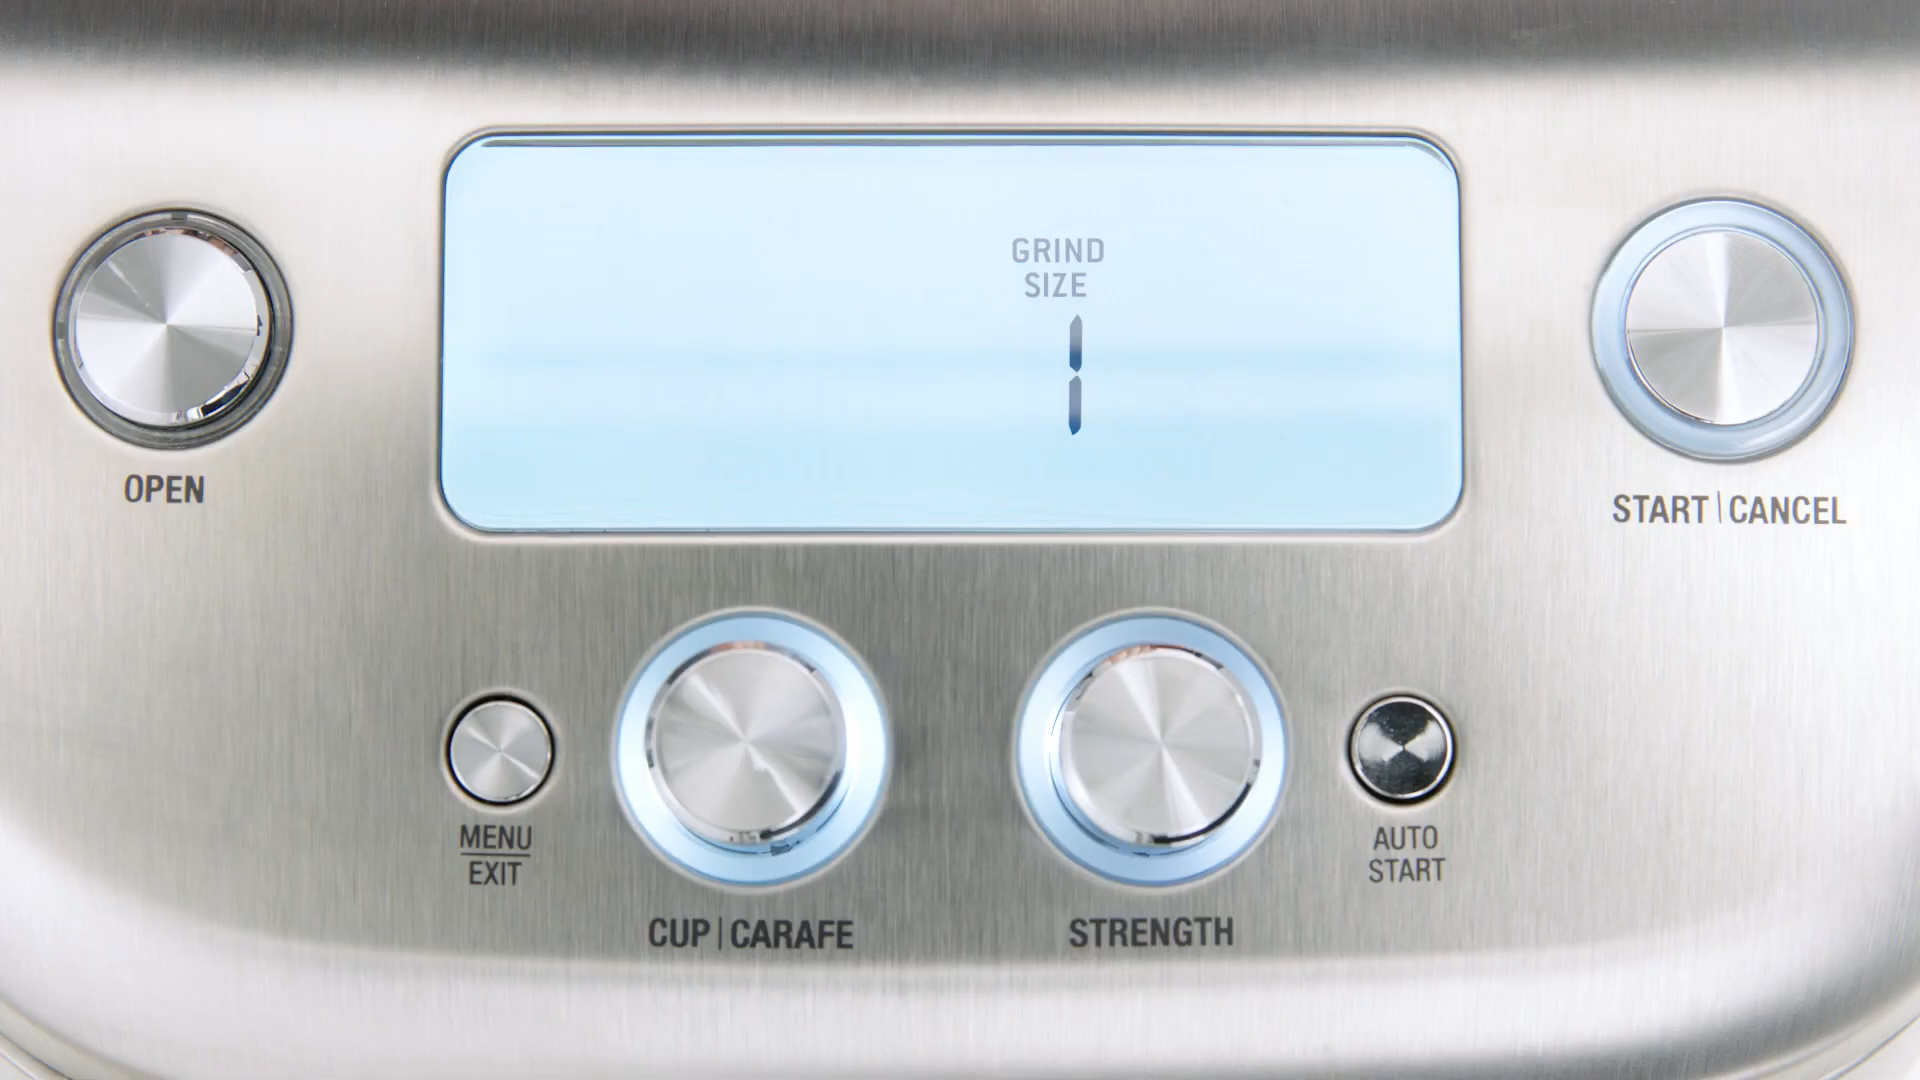 GRIND
SIZE
1
OPEN
START|CANCEL
MENU
EXIT
AUTO
START
CUP|CARAFE
STRENGTH